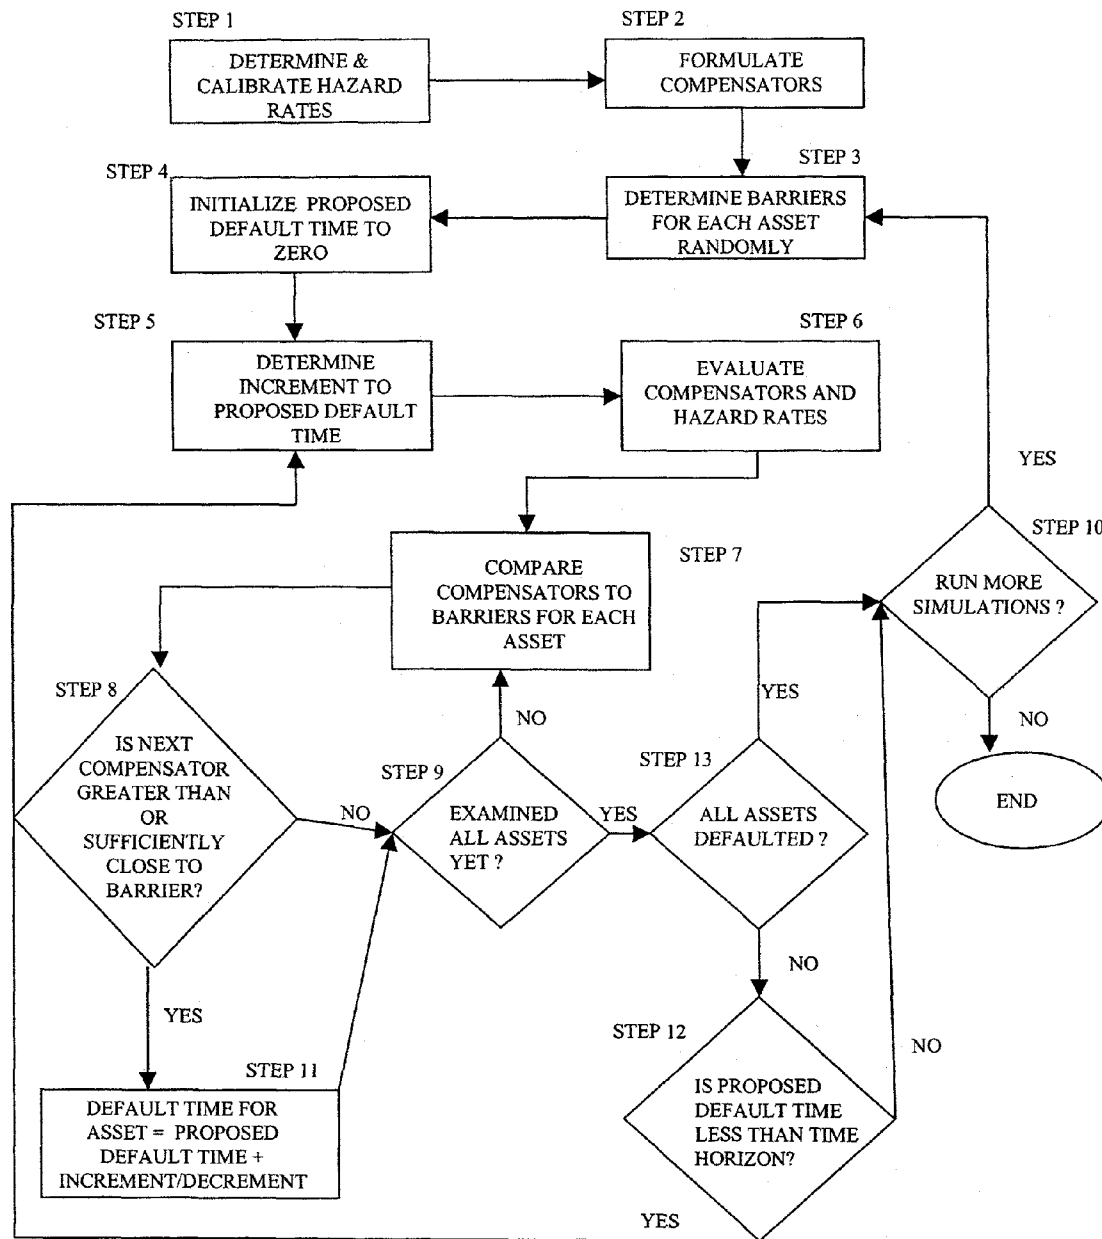 STEP 1
DETERMINE &
CALIBRATE HAZARD
RATES
STEP 2
FORMULATE
COMPENSATORS
STEP 3
DETERMINE BARRIERS
FOR EACH ASSET
RANDOMLY
STEP 4
INITIALIZE PROPOSED
DEFAULT TIME TO
ZERO
STEP 5
DETERMINE
INCREMENT TO
PROPOSED DEFAULT
TIME
STEP 6
EVALUATE
COMPENSATORS AND
HAZARD RATES
STEP 7
COMPARE
COMPENSATORS TO
BARRIERS FOR EACH
ASSET
STEP 8
IS NEXT
COMPENSATOR
GREATER THAN
OR
SUFFICIENTLY
CLOSE TO
BARRIER?
NO
YES
STEP 9
EXAMINED
ALL ASSETS
YET ?
NO
YES
STEP 13
ALL ASSETS
DEFAULTED ?
YES
NO
STEP 10
RUN MORE
SIMULATIONS ?
YES
NO
END
STEP 11
DEFAULT TIME FOR
ASSET = PROPOSED
DEFAULT TIME +
INCREMENT/DECREMENT
STEP 12
IS PROPOSED
DEFAULT TIME
LESS THAN TIME
HORIZON?
NO
YES